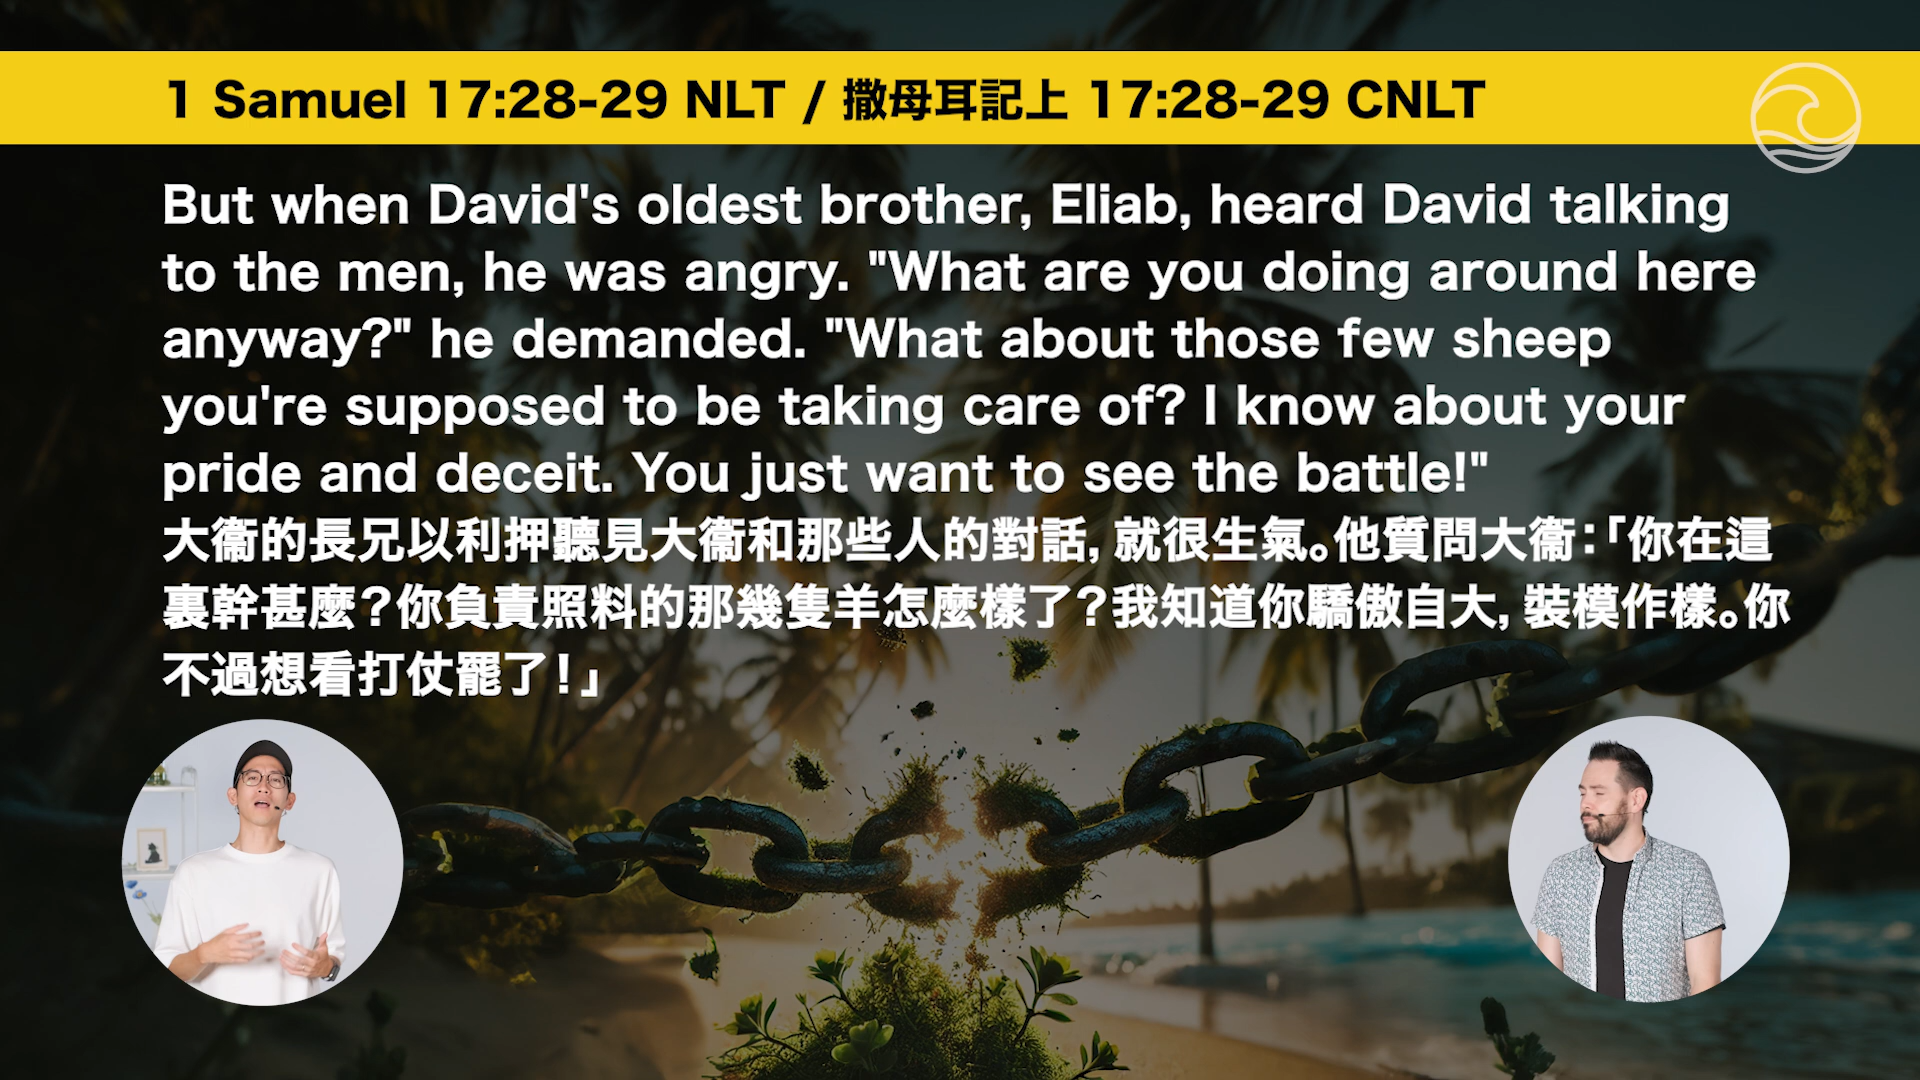 1 Samuel 17:28-29 NLT / 撒母耳記上 17:28-29 CNLT
But when David's oldest brother, Eliab, heard David talking
to the men, he was angry. "What are you doing around here
anyway?" he demanded. "What about those few sheep
you're supposed to be taking care of? I know about your
pride and deceit. You just want to see the battle!"
大衞的長兄以利押聽見大衞和那些人的對話，就很生氣。他質問大衞：「你在這
裏幹甚麼？你負責照料的那幾隻羊怎麼樣了？我知道你驕傲自大，裝模作樣。你
不過想看打仗罷了！」